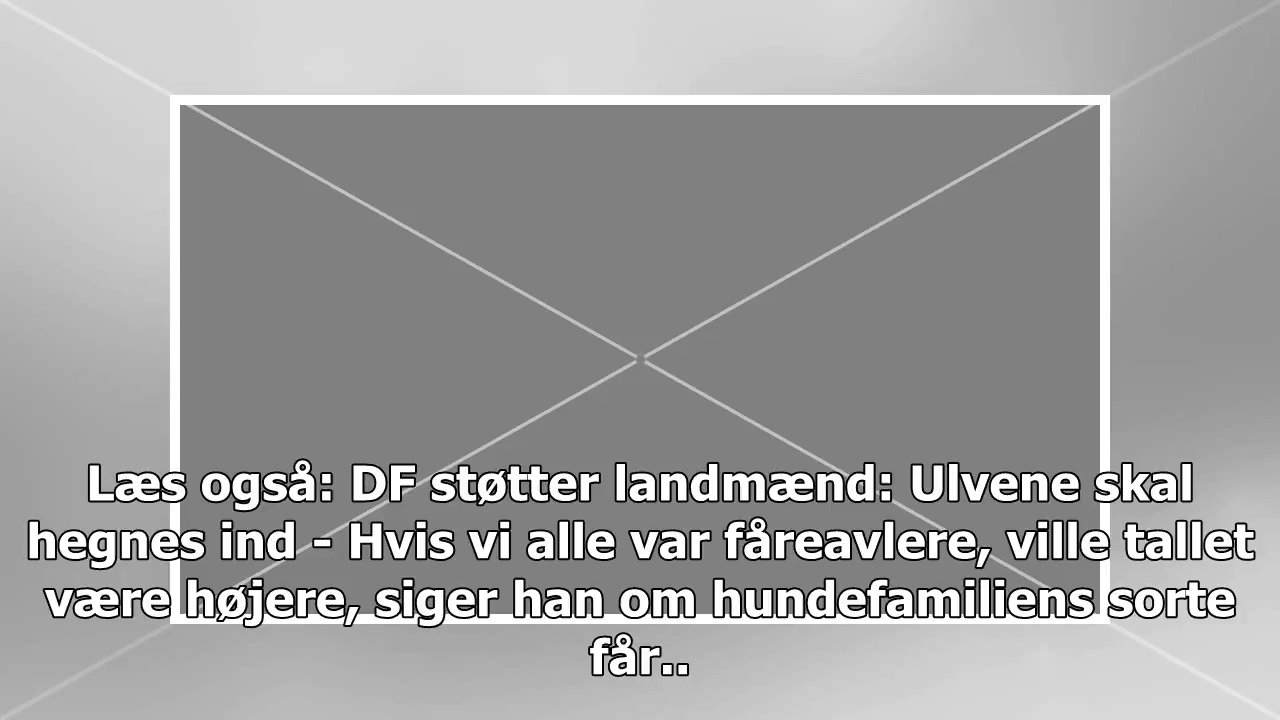 Læs også: DF støtter landmænd: Ulvene skal
hegnes ind - Hvis vi alle var fåreavlere, ville tallet
være højere, siger han om hundefamiliens sorte
får..